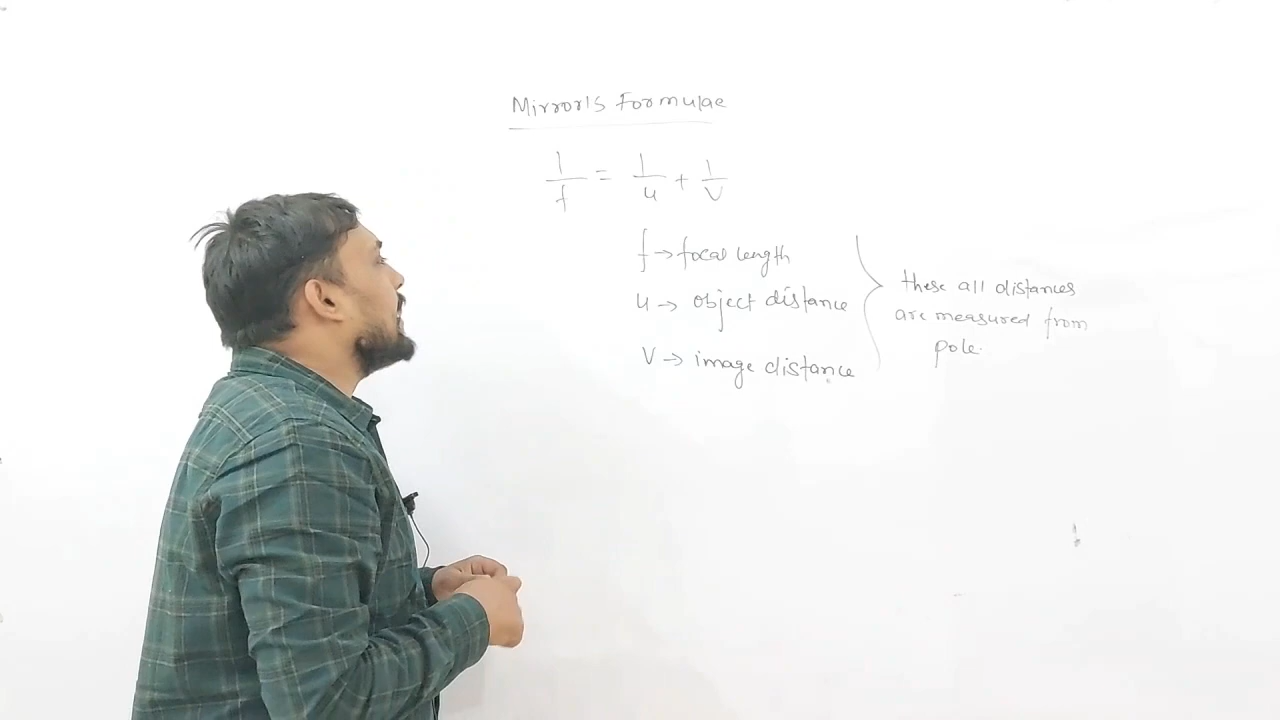 Mirror's Formulae
1/f = 1/u + 1/v
f → focal length
u → object distance
v → image distance
these all distances
are measured from
pole.